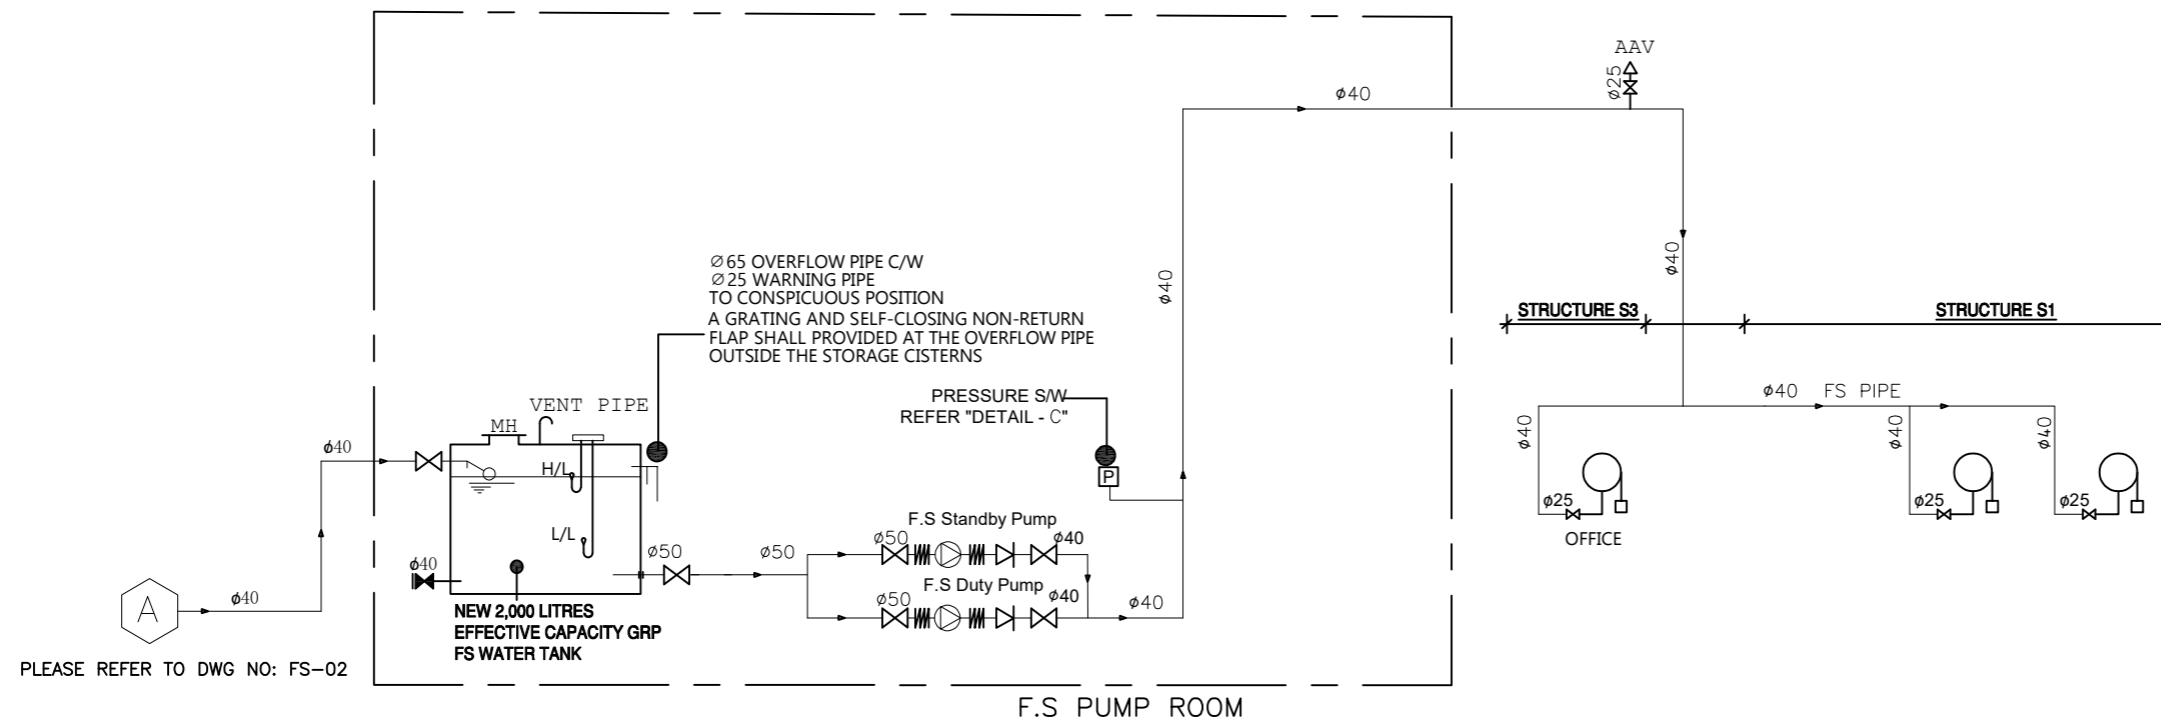 AAV
ø25
ø40
ø40
ø40
Ø65 OVERFLOW PIPE C/W
Ø25 WARNING PIPE
TO CONSPICUOUS POSITION
A GRATING AND SELF-CLOSING NON-RETURN
FLAP SHALL PROVIDED AT THE OVERFLOW PIPE
OUTSIDE THE STORAGE CISTERNS
STRUCTURE S3
STRUCTURE S1
PRESSURE S/W
REFER "DETAIL - C"
P
VENT PIPE
MH
H/L
L/L
ø40
ø40
ø50
ø50
F.S Standby Pump
ø50
ø40
F.S Duty Pump
ø50
ø40
ø40
NEW 2,000 LITRES
EFFECTIVE CAPACITY GRP
FS WATER TANK
A
ø40
PLEASE REFER TO DWG NO: FS-02
F.S PUMP ROOM
ø40 FS PIPE
ø40
ø40
ø40
ø25
ø25
ø25
OFFICE